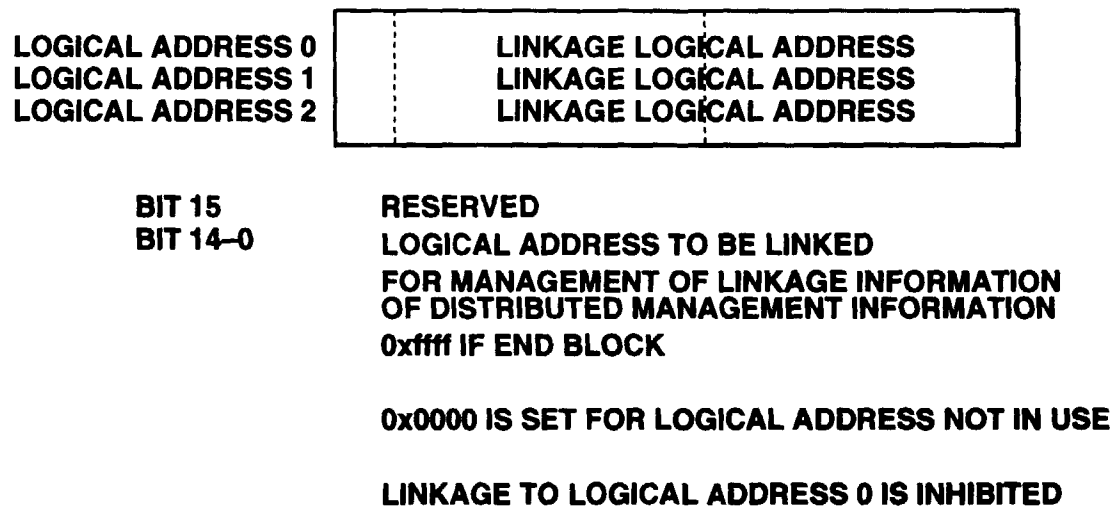 LOGICAL ADDRESS 0 LINKAGE LOGICAL ADDRESS
LOGICAL ADDRESS 1 LINKAGE LOGICAL ADDRESS
LOGICAL ADDRESS 2 LINKAGE LOGICAL ADDRESS
BIT 15 RESERVED
BIT 14–0 LOGICAL ADDRESS TO BE LINKED
FOR MANAGEMENT OF LINKAGE INFORMATION
OF DISTRIBUTED MANAGEMENT INFORMATION
0xffff IF END BLOCK
0x0000 IS SET FOR LOGICAL ADDRESS NOT IN USE
LINKAGE TO LOGICAL ADDRESS 0 IS INHIBITED